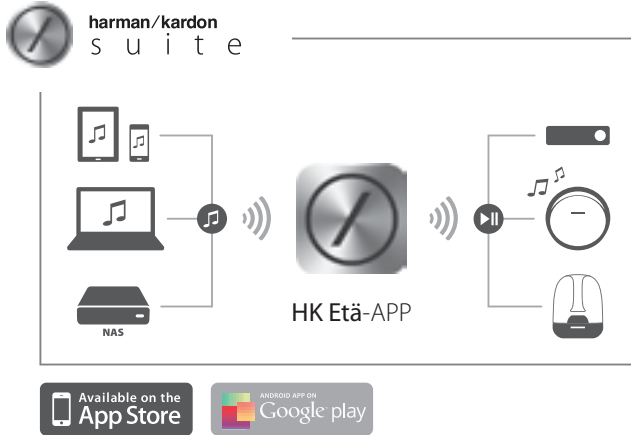 harman/kardon
suite
NAS
HK Etä-APP
Available on the
App Store
ANDROID APP ON
Google play